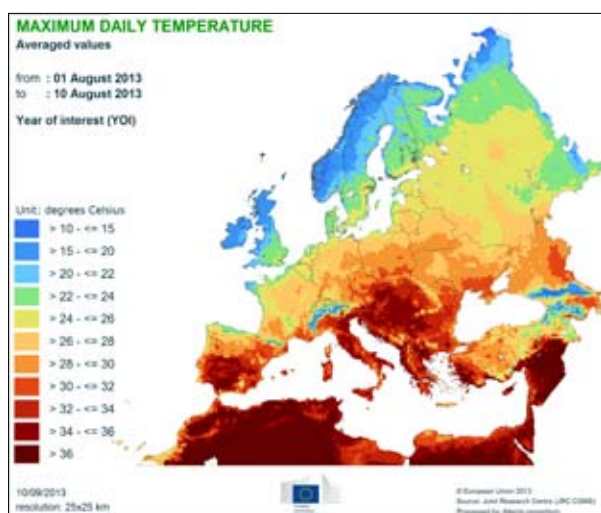 MAXIMUM DAILY TEMPERATURE
Averaged values
from : 01 August 2013
to : 10 August 2013
Year of interest (YOI)
Unit: degrees Celsius
> 10 - <= 15
> 15 - <= 20
> 20 - <= 22
> 22 - <= 24
> 24 - <= 26
> 26 - <= 28
> 28 - <= 30
> 30 - <= 32
> 32 - <= 34
> 34 - <= 36
> 36
10/09/2013
resolution: 25x25 km
© European Union 2013
Source: Joint Research Centre (JRC
Processed by